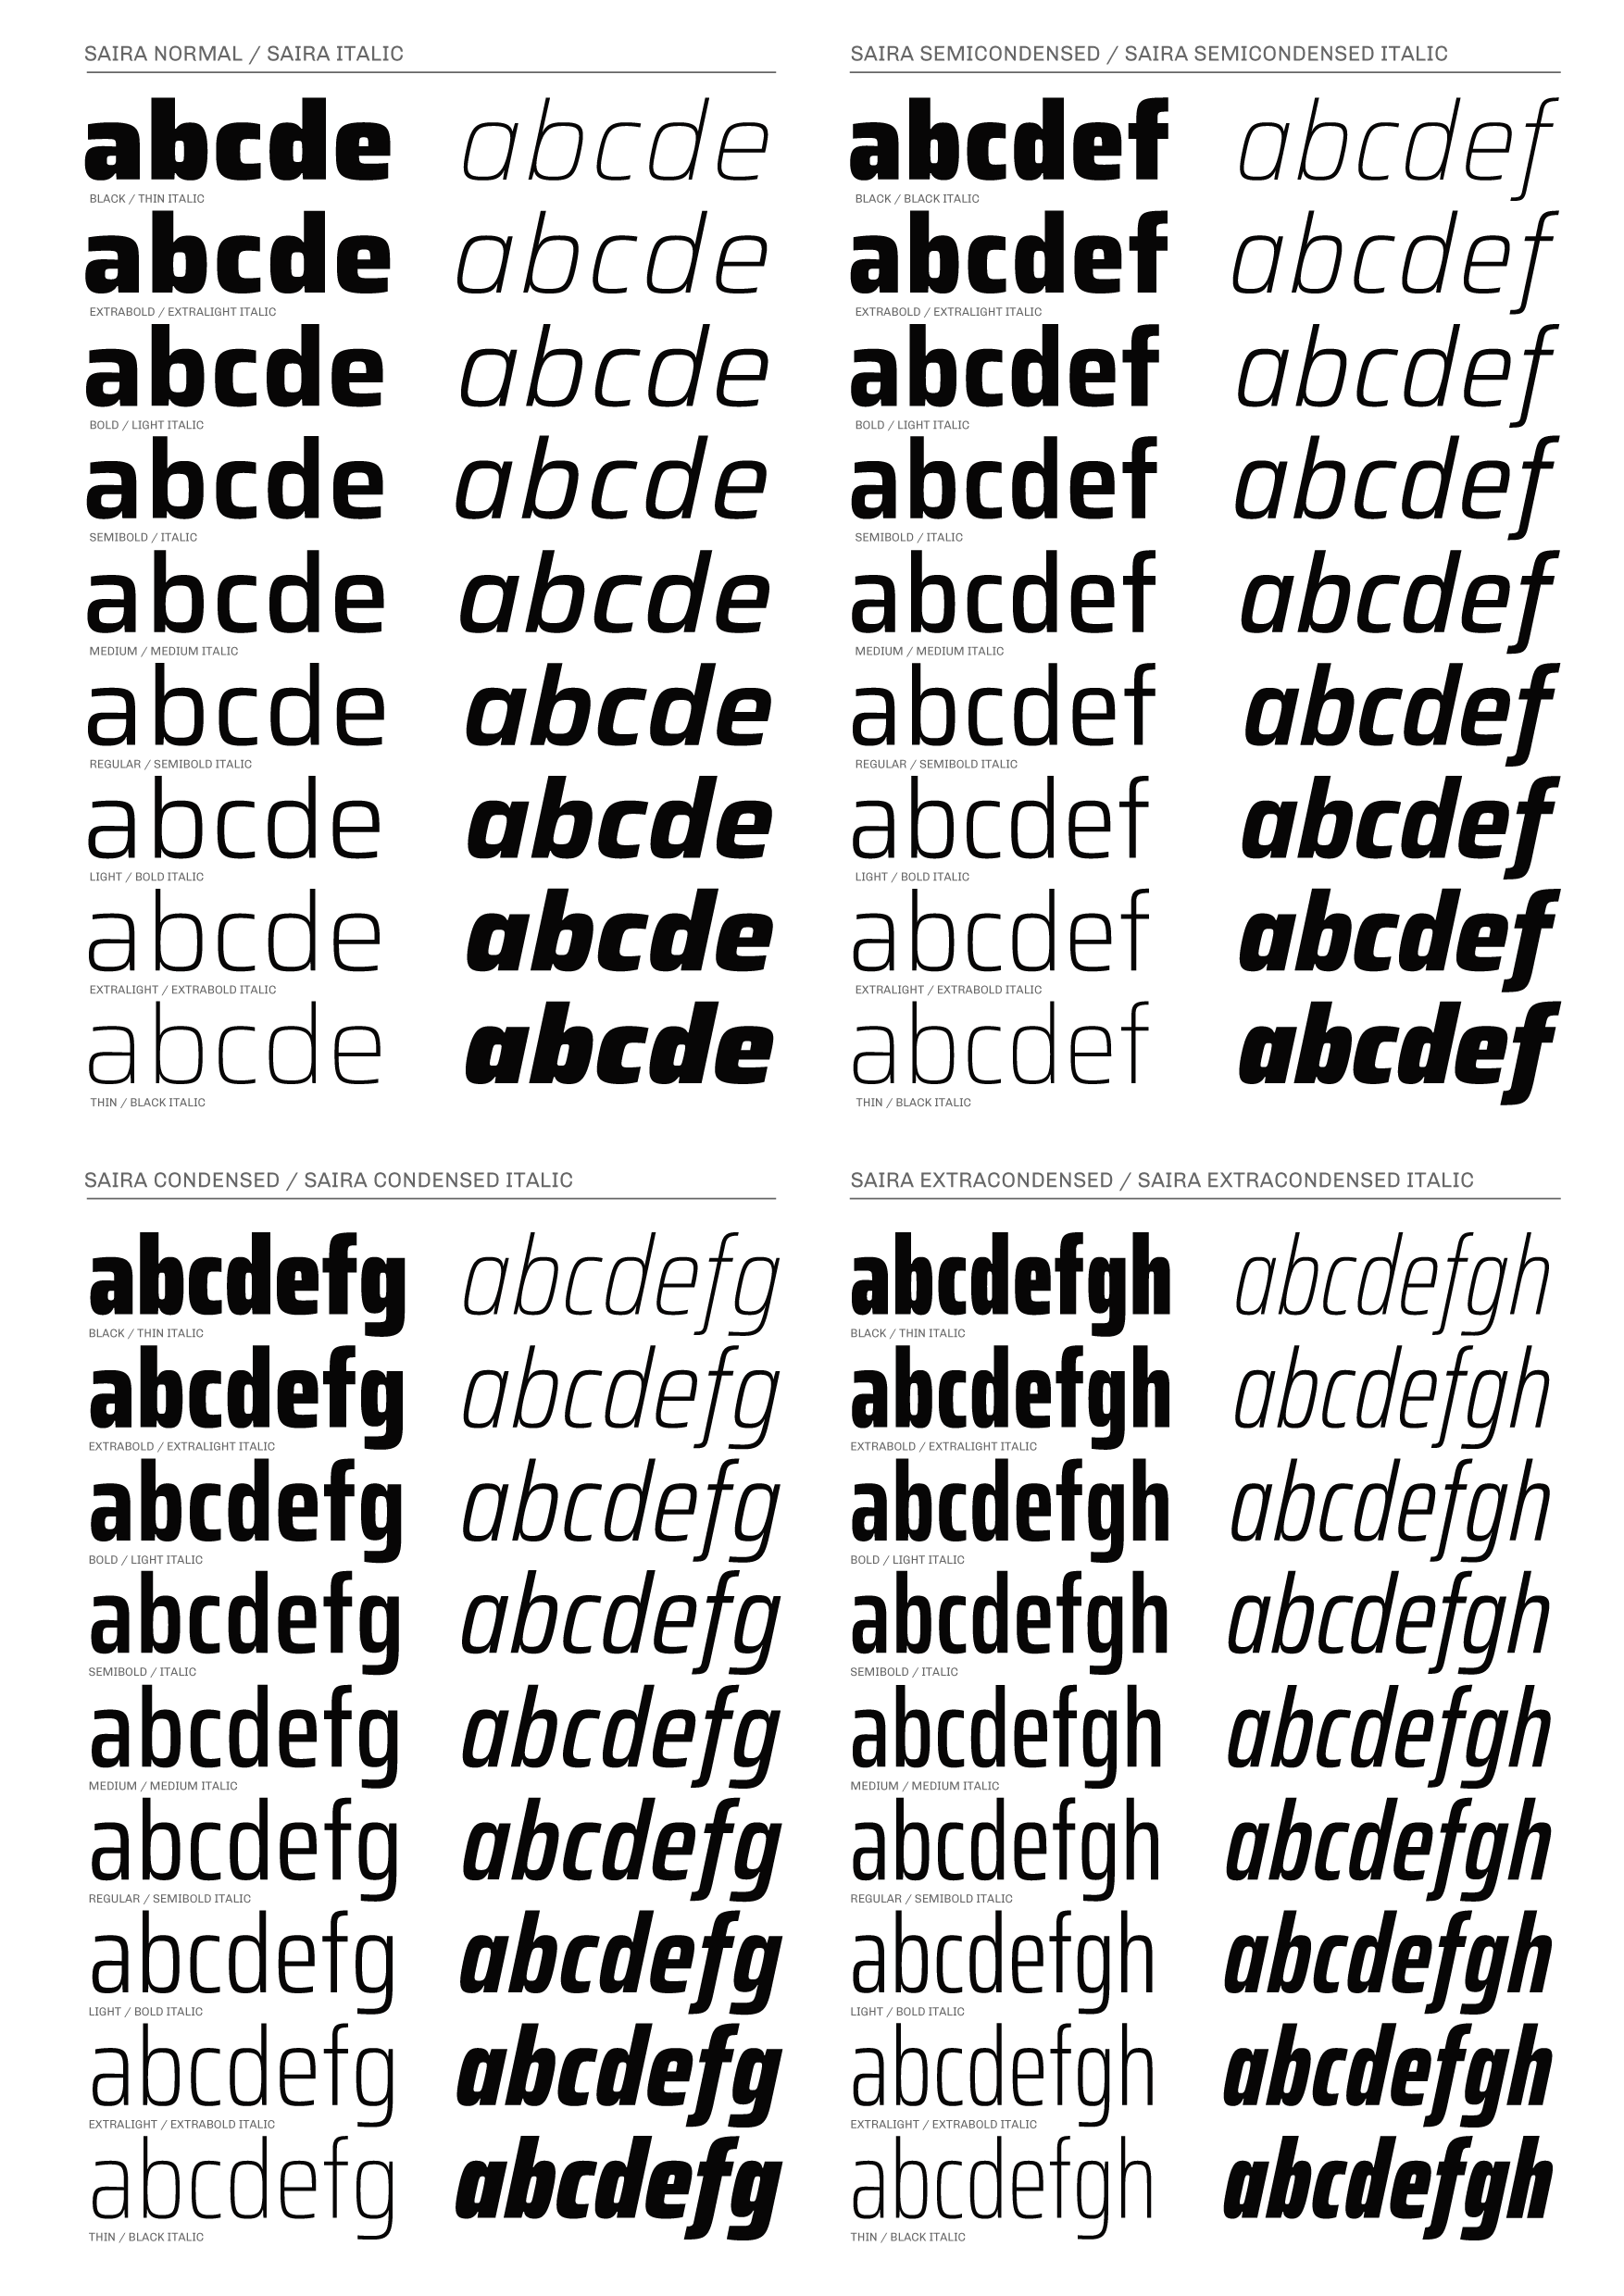 SAIRA NORMAL / SAIRA ITALIC
abcde abcde
BLACK / THIN ITALIC
abcde abcde
EXTRABOLD / EXTRALIGHT ITALIC
abcde abcde
BOLD / LIGHT ITALIC
abcde abcde
SEMIBOLD / ITALIC
abcde abcde
MEDIUM / MEDIUM ITALIC
abcde abcde
REGULAR / SEMIBOLD ITALIC
abcde abcde
LIGHT / BOLD ITALIC
abcde abcde
EXTRALIGHT / EXTRABOLD ITALIC
abcde abcde
THIN / BLACK ITALIC
SAIRA SEMICONDENSED / SAIRA SEMICONDENSED ITALIC
abcdef abcdef
BLACK / BLACK ITALIC
abcdef abcdef
EXTRABOLD / EXTRALIGHT ITALIC
abcdef abcdef
BOLD / LIGHT ITALIC
abcdef abcdef
SEMIBOLD / ITALIC
abcdef abcdef
MEDIUM / MEDIUM ITALIC
abcdef abcdef
REGULAR / SEMIBOLD ITALIC
abcdef abcdef
LIGHT / BOLD ITALIC
abcdef abcdef
EXTRALIGHT / EXTRABOLD ITALIC
abcdef abcdef
THIN / BLACK ITALIC
SAIRA CONDENSED / SAIRA CONDENSED ITALIC
abcdefg abcdefg
BLACK / THIN ITALIC
abcdefg abcdefg
EXTRABOLD / EXTRALIGHT ITALIC
abcdefg abcdefg
BOLD / LIGHT ITALIC
abcdefg abcdefg
SEMIBOLD / ITALIC
abcdefg abcdefg
MEDIUM / MEDIUM ITALIC
abcdefg abcdefg
REGULAR / SEMIBOLD ITALIC
abcdefg abcdefg
LIGHT / BOLD ITALIC
abcdefg abcdefg
EXTRALIGHT / EXTRABOLD ITALIC
abcdefg abcdefg
THIN / BLACK ITALIC
SAIRA EXTRACONDENSED / SAIRA EXTRACONDENSED ITALIC
abcdefgh abcdefgh
BLACK / THIN ITALIC
abcdefgh abcdefgh
EXTRABOLD / EXTRALIGHT ITALIC
abcdefgh abcdefgh
BOLD / LIGHT ITALIC
abcdefgh abcdefgh
SEMIBOLD / ITALIC
abcdefgh abcdefgh
MEDIUM / MEDIUM ITALIC
abcdefgh abcdefgh
REGULAR / SEMIBOLD ITALIC
abcdefgh abcdefgh
LIGHT / BOLD ITALIC
abcdefgh abcdefgh
EXTRALIGHT / EXTRABOLD ITALIC
abcdefgh abcdefgh
THIN / BLACK ITALIC